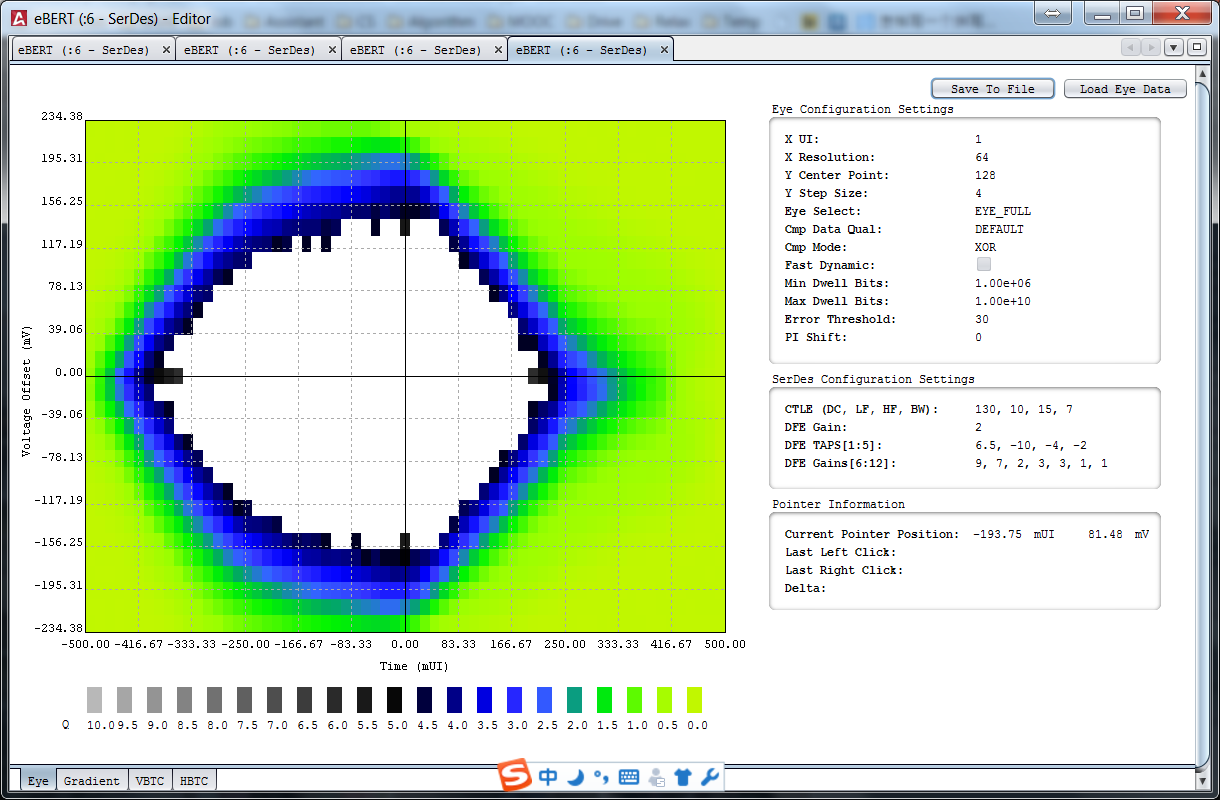 eBERT (:6 - SerDes) - Editor
eBERT (:6 - SerDes) eBERT (:6 - SerDes) eBERT (:6 - SerDes) eBERT (:6 - SerDes)
Save To File Load Eye Data
Eye Configuration Settings
X UI: 1
X Resolution: 64
Y Center Point: 128
Y Step Size: 4
Eye Select: EYE_FULL
Cmp Data Qual: DEFAULT
Cmp Mode: XOR
Fast Dynamic:
Min Dwell Bits: 1.00e+06
Max Dwell Bits: 1.00e+10
Error Threshold: 30
PI Shift: 0
SerDes Configuration Settings
CTLE (DC, LF, HF, BW): 130, 10, 15, 7
DFE Gain: 2
DFE TAPS[1:5]: 6.5, -10, -4, -2
DFE Gains[6:12]: 9, 7, 2, 3, 3, 1, 1
Pointer Information
Current Pointer Position: -193.75 mUI 81.48 mV
Last Left Click:
Last Right Click:
Delta:
234.38
195.31
156.25
117.19
78.13
39.06
0.00
-39.06
-78.13
-117.19
-156.25
-195.31
-234.38
Voltage Offset (mV)
-500.00 -416.67 -333.33 -250.00 -166.67 -83.33 0.00 83.33 166.67 250.00 333.33 416.67 500.00
Time (mUI)
Q 10.0 9.5 9.0 8.5 8.0 7.5 7.0 6.5 6.0 5.5 5.0 4.5 4.0 3.5 3.0 2.5 2.0 1.5 1.0 0.5 0.0
Eye Gradient VBTC HBTC
中